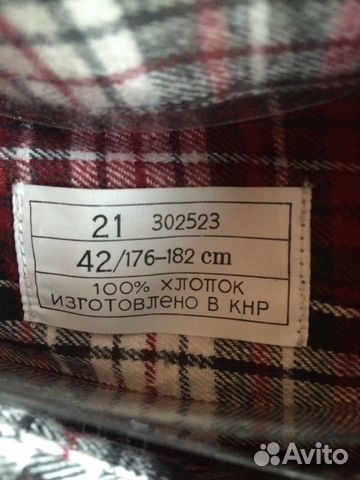 21 302523
42/176-182 cm
100% ХЛОПОК
ИЗГОТОВЛЕНО В КНР
Avito